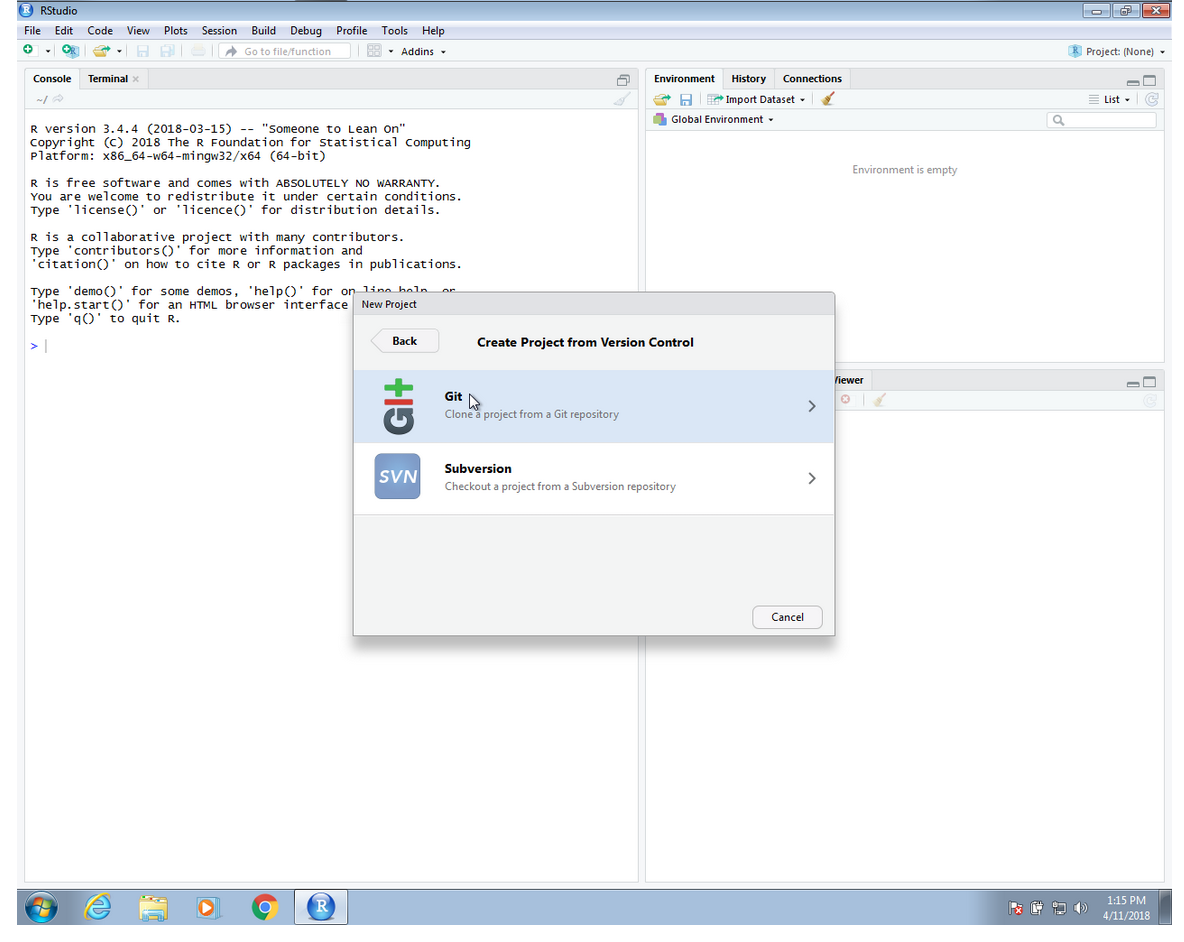 RStudio
File Edit Code View Plots Session Build Debug Profile Tools Help
Go to file/function Addins Project: (None)
Console Terminal
~/
R version 3.4.4 (2018-03-15) -- "Someone to Lean On"
Copyright (C) 2018 The R Foundation for Statistical Computing
Platform: x86_64-w64-mingw32/x64 (64-bit)
R is free software and comes with ABSOLUTELY NO WARRANTY.
You are welcome to redistribute it under certain conditions.
Type 'license()' or 'licence()' for distribution details.
R is a collaborative project with many contributors.
Type 'contributors()' for more information and
'citation()' on how to cite R or R packages in publications.
Type 'demo()' for some demos, 'help()' for on-line help, or
'help.start()' for an HTML browser interface
Type 'q()' to quit R.
>
Environment History Connections
Import Dataset List
Global Environment
Environment is empty
Viewer
New Project
Back Create Project from Version Control
git
Git
Clone a project from a Git repository
SVN
Subversion
Checkout a project from a Subversion repository
Cancel
1:15 PM
4/11/2018